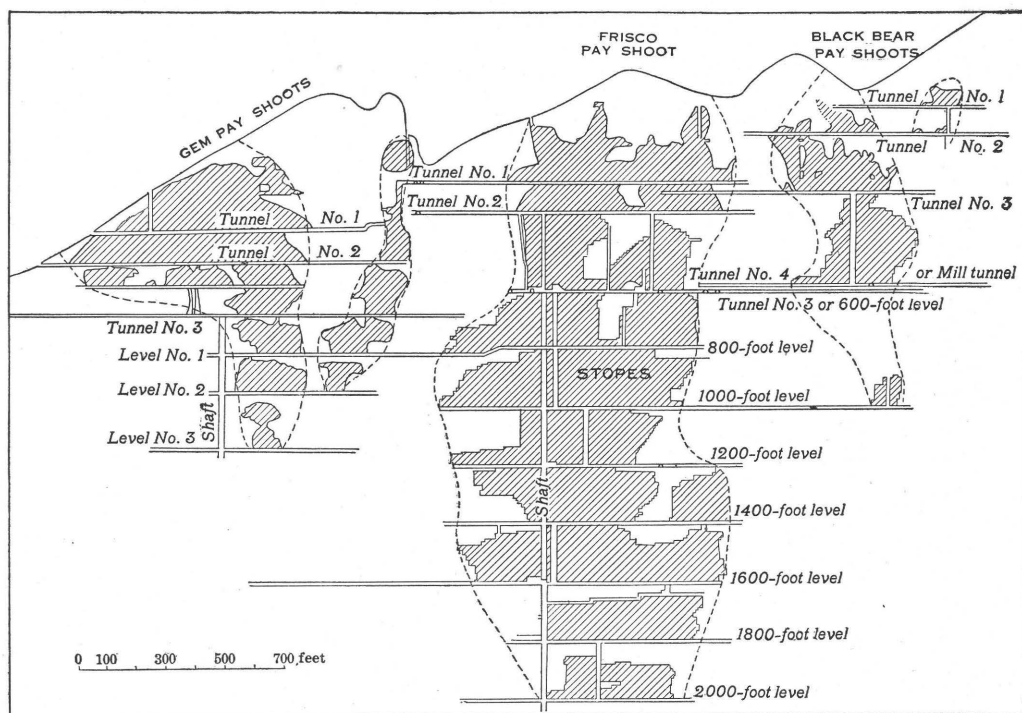 FRISCO
PAY SHOOT
BLACK BEAR
PAY SHOOTS
GEM PAY SHOOTS
Tunnel No. 1
Tunnel No. 2
Tunnel No. 1
Tunnel No. 2
Tunnel No. 1
Tunnel No. 2
Tunnel No. 3
Tunnel No. 4 or Mill tunnel
Tunnel No. 3 or 600-foot level
Tunnel No. 3
Level No. 1
800-foot level
STOPES
Level No. 2
1000-foot level
Shaft
Level No. 3
1200-foot level
Shaft
1400-foot level
1600-foot level
1800-foot level
0 100 300 500 700 feet
2000-foot level